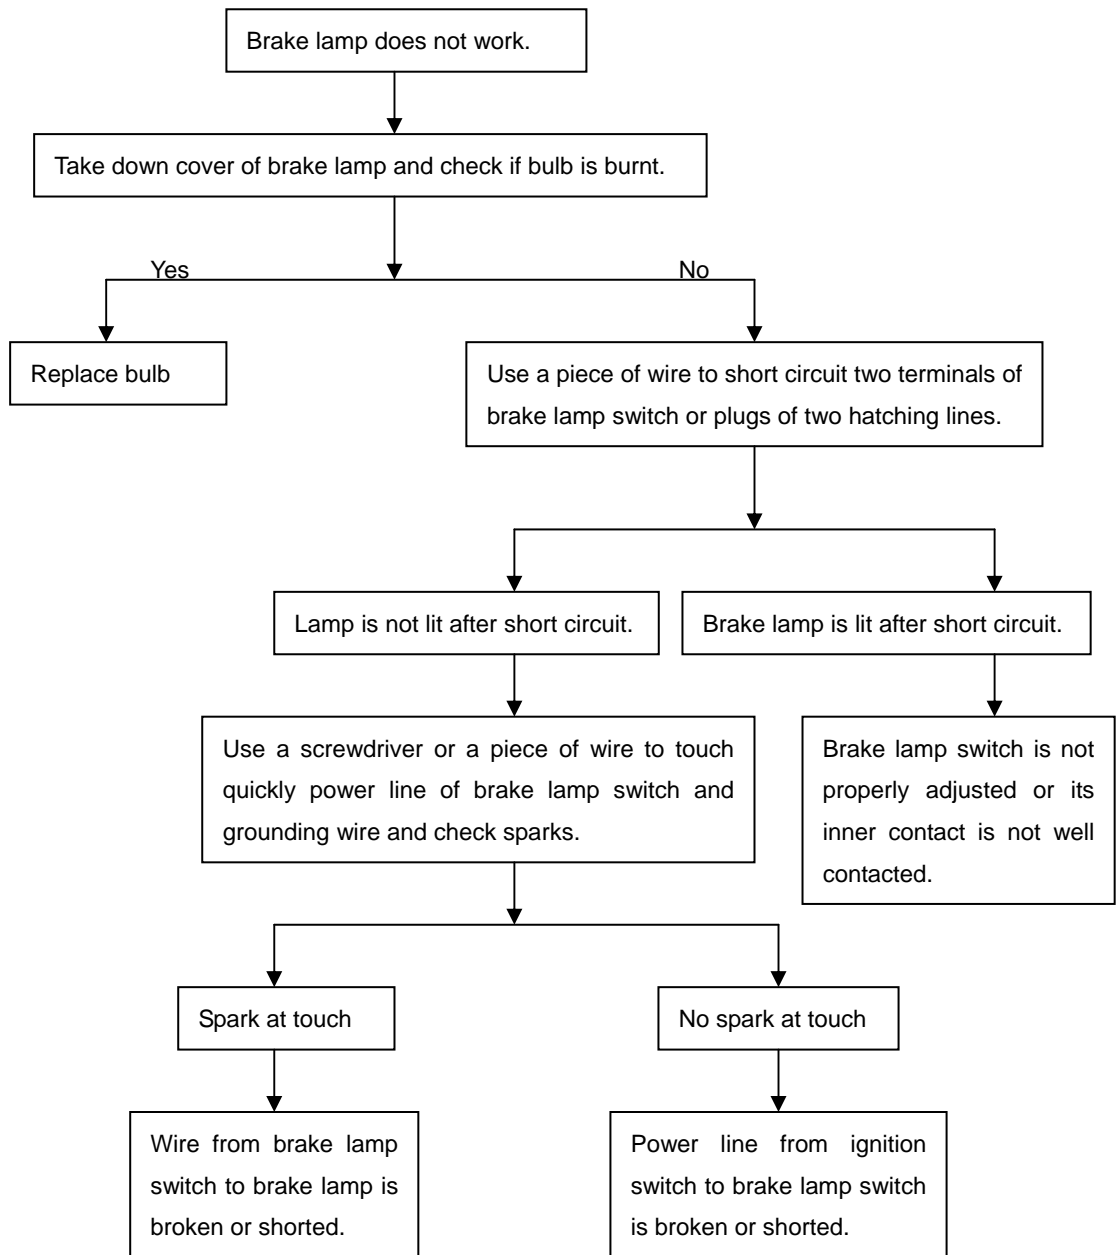 Brake lamp does not work.
Take down cover of brake lamp and check if bulb is burnt.
Yes
No
Replace bulb
Use a piece of wire to short circuit two terminals of
brake lamp switch or plugs of two hatching lines.
Lamp is not lit after short circuit.
Brake lamp is lit after short circuit.
Use a screwdriver or a piece of wire to touch
quickly power line of brake lamp switch and
grounding wire and check sparks.
Brake lamp switch is not
properly adjusted or its
inner contact is not well
contacted.
Spark at touch
No spark at touch
Wire from brake lamp
switch to brake lamp is
broken or shorted.
Power line from ignition
switch to brake lamp switch
is broken or shorted.